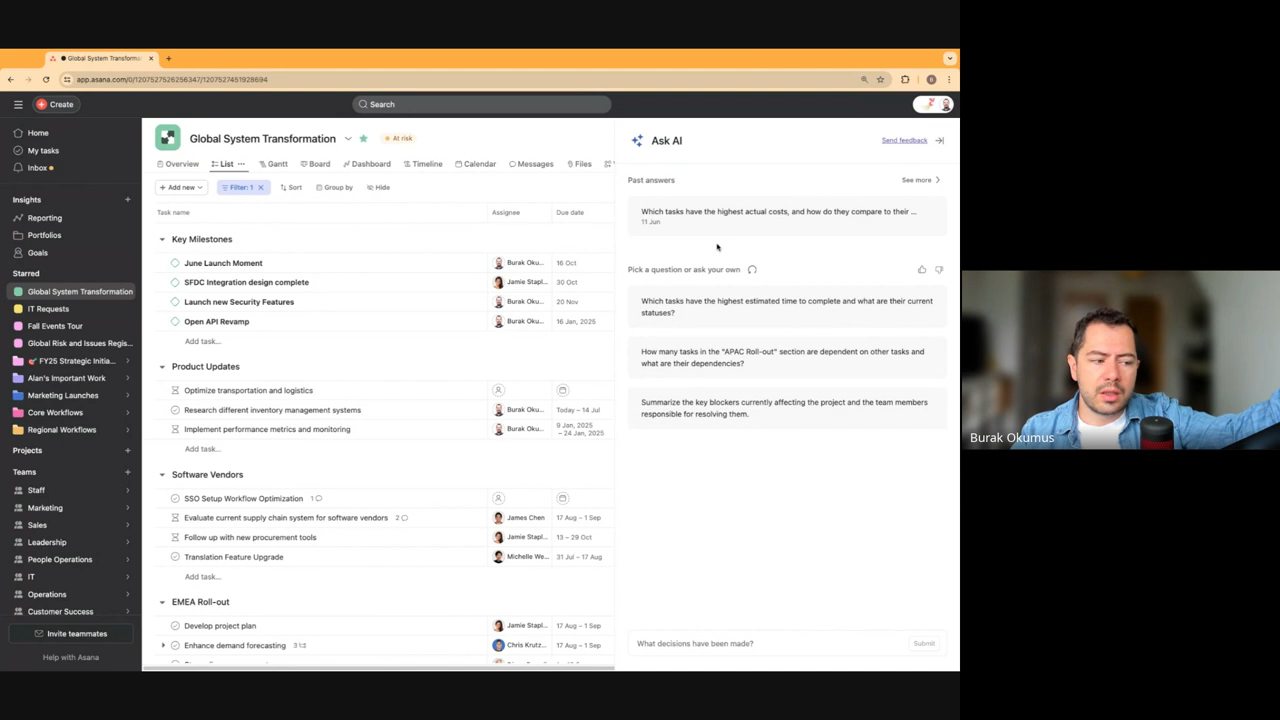 Global System Transforma
app.asana.com/0/1207527526256347/1207527451928694
Create
Search
Home
My tasks
Inbox
Insights
Reporting
Portfolios
Goals
Starred
Global System Transformation
IT Requests
Fall Events Tour
Global Risk and Issues Regis...
FY25 Strategic Initia...
Alan's Important Work
Marketing Launches
Core Workflows
Regional Workflows
Projects
Teams
Staff
Marketing
Sales
Leadership
People Operations
IT
Operations
Customer Success
Invite teammates
Help with Asana
Global System Transformation At risk
Overview List Gantt Board Dashboard Timeline Calendar Messages Files
Add new Filter: 1 Sort Group by Hide
Task name Assignee Due date
Key Milestones
June Launch Moment Burak Oku... 16 Oct
SFDC Integration design complete Jamie Stapl... 30 Oct
Launch new Security Features Burak Oku... 20 Nov
Open API Revamp Burak Oku... 16 Jan, 2025
Add task...
Product Updates
Optimize transportation and logistics
Research different inventory management systems Burak Oku... Today – 14 Jul
Implement performance metrics and monitoring Burak Oku... 9 Jan, 2025
– 24 Jan, 2025
Add task...
Software Vendors
SSO Setup Workflow Optimization 1
Evaluate current supply chain system for software vendors 2 James Chen 17 Aug – 1 Sep
Follow up with new procurement tools Jamie Stapl... 13 – 29 Oct
Translation Feature Upgrade Michelle We... 31 Jul – 17 Aug
Add task...
EMEA Roll-out
Develop project plan Jamie Stapl... 17 Aug – 1 Sep
Enhance demand forecasting 3 Chris Krutz... 17 Aug – 1 Sep
Ask AI
Send feedback
Past answers See more
Which tasks have the highest actual costs, and how do they compare to their ...
11 Jun
Pick a question or ask your own
Which tasks have the highest estimated time to complete and what are their current
statuses?
How many tasks in the "APAC Roll-out" section are dependent on other tasks and
what are their dependencies?
Summarize the key blockers currently affecting the project and the team members
responsible for resolving them.
What decisions have been made? Submit
Burak Okumus